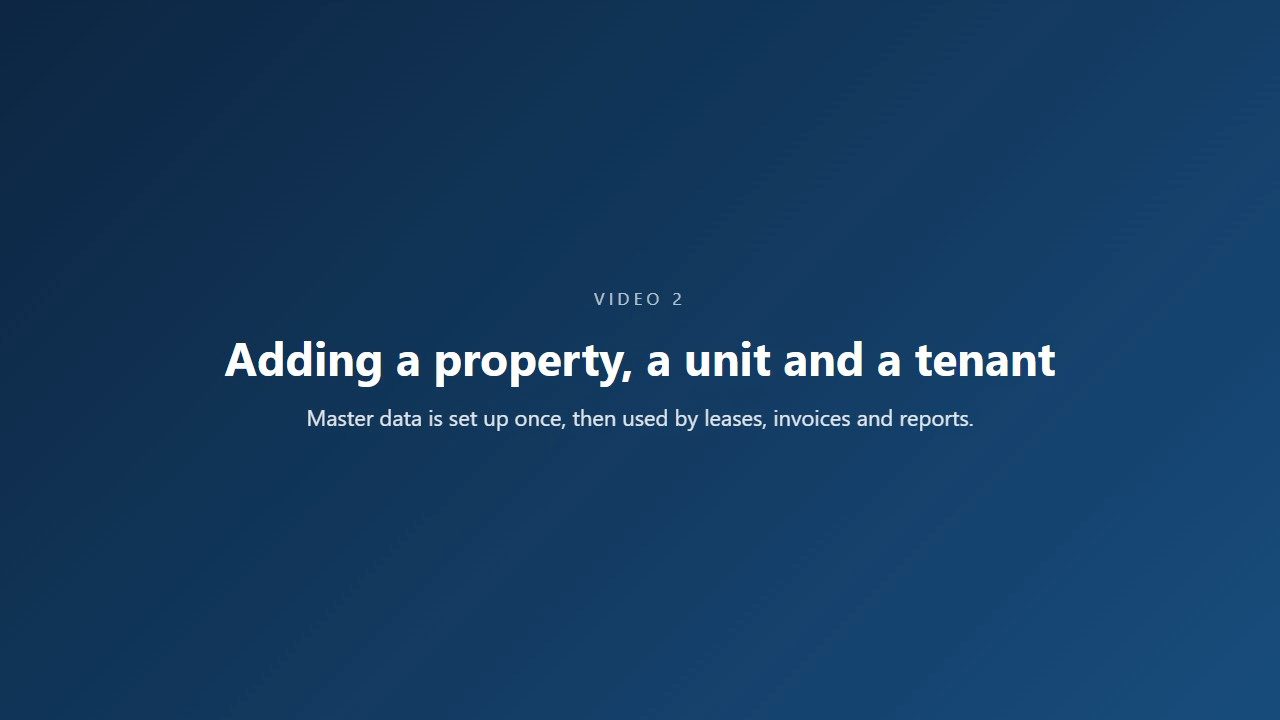 VIDEO 2
Adding a property, a unit and a tenant
Master data is set up once, then used by leases, invoices and reports.